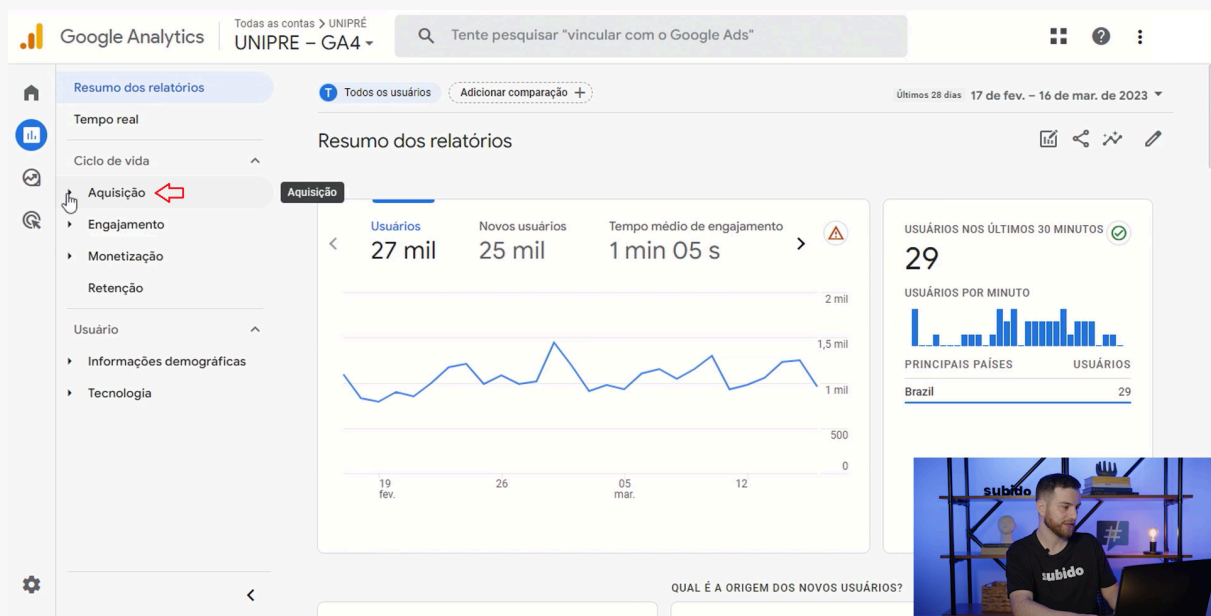 Google Analytics
Todas as contas > UNIPRÉ
UNIPRE – GA4
Tente pesquisar "vincular com o Google Ads"
Resumo dos relatórios
Tempo real
Ciclo de vida
Aquisição
Engajamento
Monetização
Retenção
Usuário
Informações demográficas
Tecnologia
Aquisição
T Todos os usuários
Adicionar comparação +
Últimos 28 dias 17 de fev. – 16 de mar. de 2023
Resumo dos relatórios
Usuários
27 mil
Novos usuários
25 mil
Tempo médio de engajamento
1 min 05 s
2 mil
1,5 mil
1 mil
500
0
19
fev.
26
05
mar.
12
USUÁRIOS NOS ÚLTIMOS 30 MINUTOS
29
USUÁRIOS POR MINUTO
PRINCIPAIS PAÍSES USUÁRIOS
Brazil 29
QUAL É A ORIGEM DOS NOVOS USUÁRIOS?
subido
#
subido